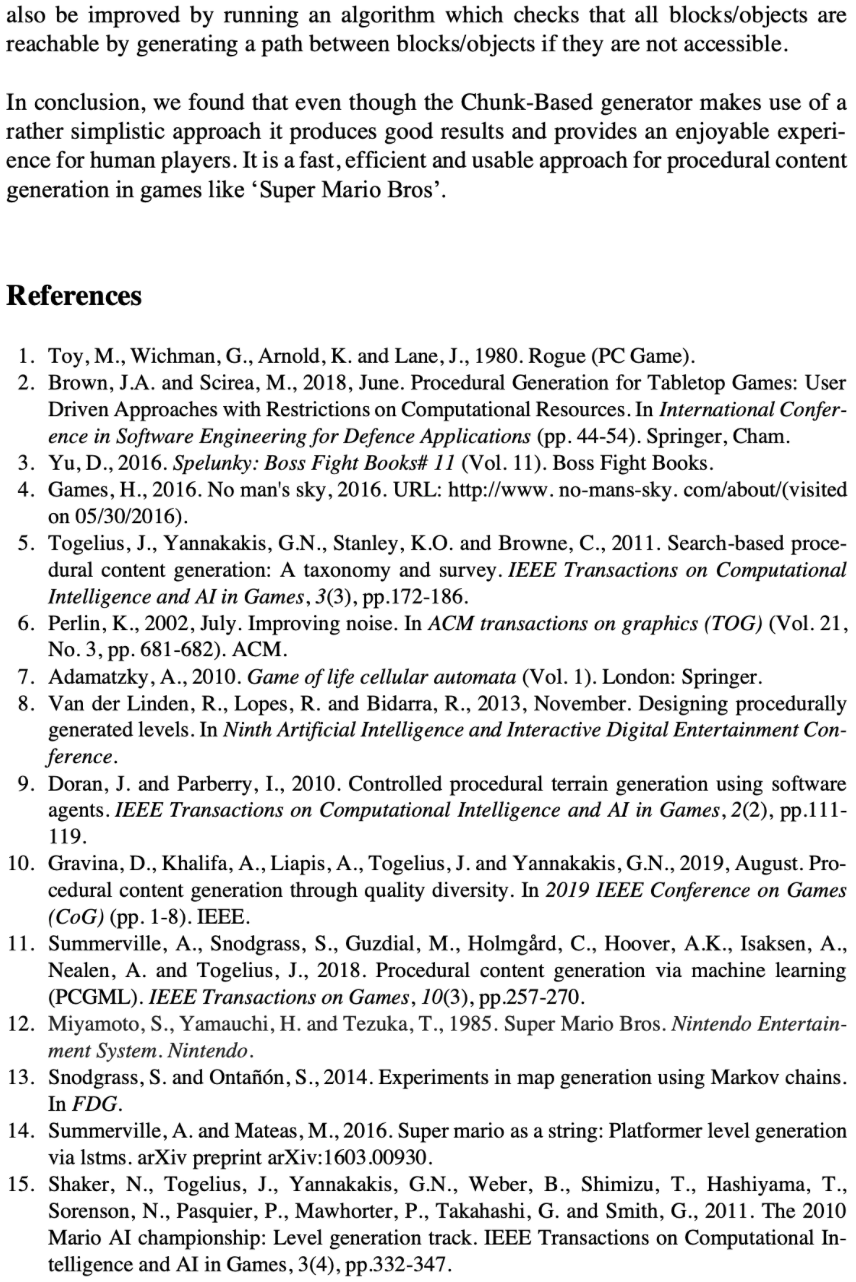 also be improved by running an algorithm which checks that all blocks/objects are
reachable by generating a path between blocks/objects if they are not accessible.
In conclusion, we found that even though the Chunk-Based generator makes use of a
rather simplistic approach it produces good results and provides an enjoyable experi-
ence for human players. It is a fast, efficient and usable approach for procedural content
generation in games like ‘Super Mario Bros’.
References
1. Toy, M., Wichman, G., Arnold, K. and Lane, J., 1980. Rogue (PC Game).
2. Brown, J.A. and Scirea, M., 2018, June. Procedural Generation for Tabletop Games: User
Driven Approaches with Restrictions on Computational Resources. In International Confer-
ence in Software Engineering for Defence Applications (pp. 44-54). Springer, Cham.
3. Yu, D., 2016. Spelunky: Boss Fight Books# 11 (Vol. 11). Boss Fight Books.
4. Games, H., 2016. No man's sky, 2016. URL: http://www. no-mans-sky. com/about/(visited
on 05/30/2016).
5. Togelius, J., Yannakakis, G.N., Stanley, K.O. and Browne, C., 2011. Search-based proce-
dural content generation: A taxonomy and survey. IEEE Transactions on Computational
Intelligence and AI in Games, 3(3), pp.172-186.
6. Perlin, K., 2002, July. Improving noise. In ACM transactions on graphics (TOG) (Vol. 21,
No. 3, pp. 681-682). ACM.
7. Adamatzky, A., 2010. Game of life cellular automata (Vol. 1). London: Springer.
8. Van der Linden, R., Lopes, R. and Bidarra, R., 2013, November. Designing procedurally
generated levels. In Ninth Artificial Intelligence and Interactive Digital Entertainment Con-
ference.
9. Doran, J. and Parberry, I., 2010. Controlled procedural terrain generation using software
agents. IEEE Transactions on Computational Intelligence and AI in Games, 2(2), pp.111-
119.
10. Gravina, D., Khalifa, A., Liapis, A., Togelius, J. and Yannakakis, G.N., 2019, August. Pro-
cedural content generation through quality diversity. In 2019 IEEE Conference on Games
(CoG) (pp. 1-8). IEEE.
11. Summerville, A., Snodgrass, S., Guzdial, M., Holmgård, C., Hoover, A.K., Isaksen, A.,
Nealen, A. and Togelius, J., 2018. Procedural content generation via machine learning
(PCGML). IEEE Transactions on Games, 10(3), pp.257-270.
12. Miyamoto, S., Yamauchi, H. and Tezuka, T., 1985. Super Mario Bros. Nintendo Entertain-
ment System. Nintendo.
13. Snodgrass, S. and Ontañón, S., 2014. Experiments in map generation using Markov chains.
In FDG.
14. Summerville, A. and Mateas, M., 2016. Super mario as a string: Platformer level generation
via lstms. arXiv preprint arXiv:1603.00930.
15. Shaker, N., Togelius, J., Yannakakis, G.N., Weber, B., Shimizu, T., Hashiyama, T.,
Sorenson, N., Pasquier, P., Mawhorter, P., Takahashi, G. and Smith, G., 2011. The 2010
Mario AI championship: Level generation track. IEEE Transactions on Computational In-
telligence and AI in Games, 3(4), pp.332-347.